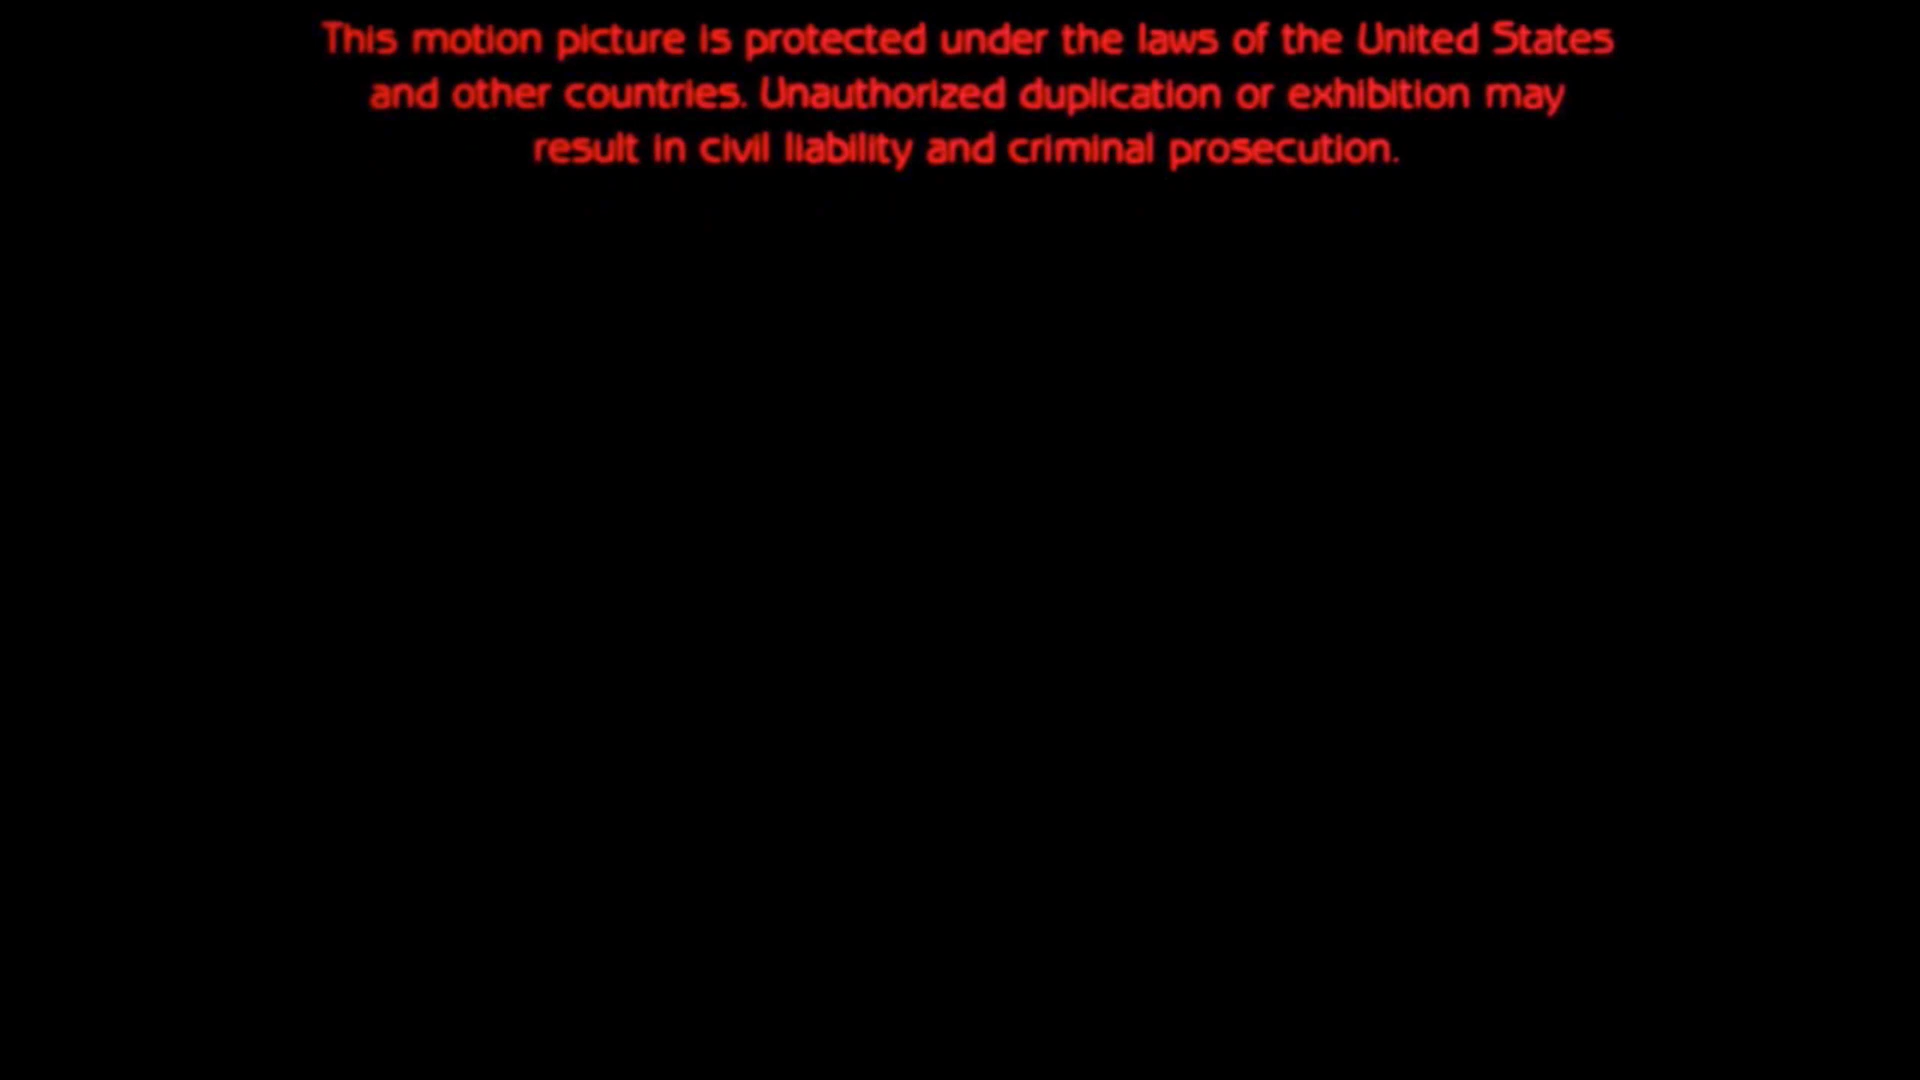 This motion picture is protected under the laws of the United States
and other countries. Unauthorized duplication or exhibition may
result in civil liability and criminal prosecution.